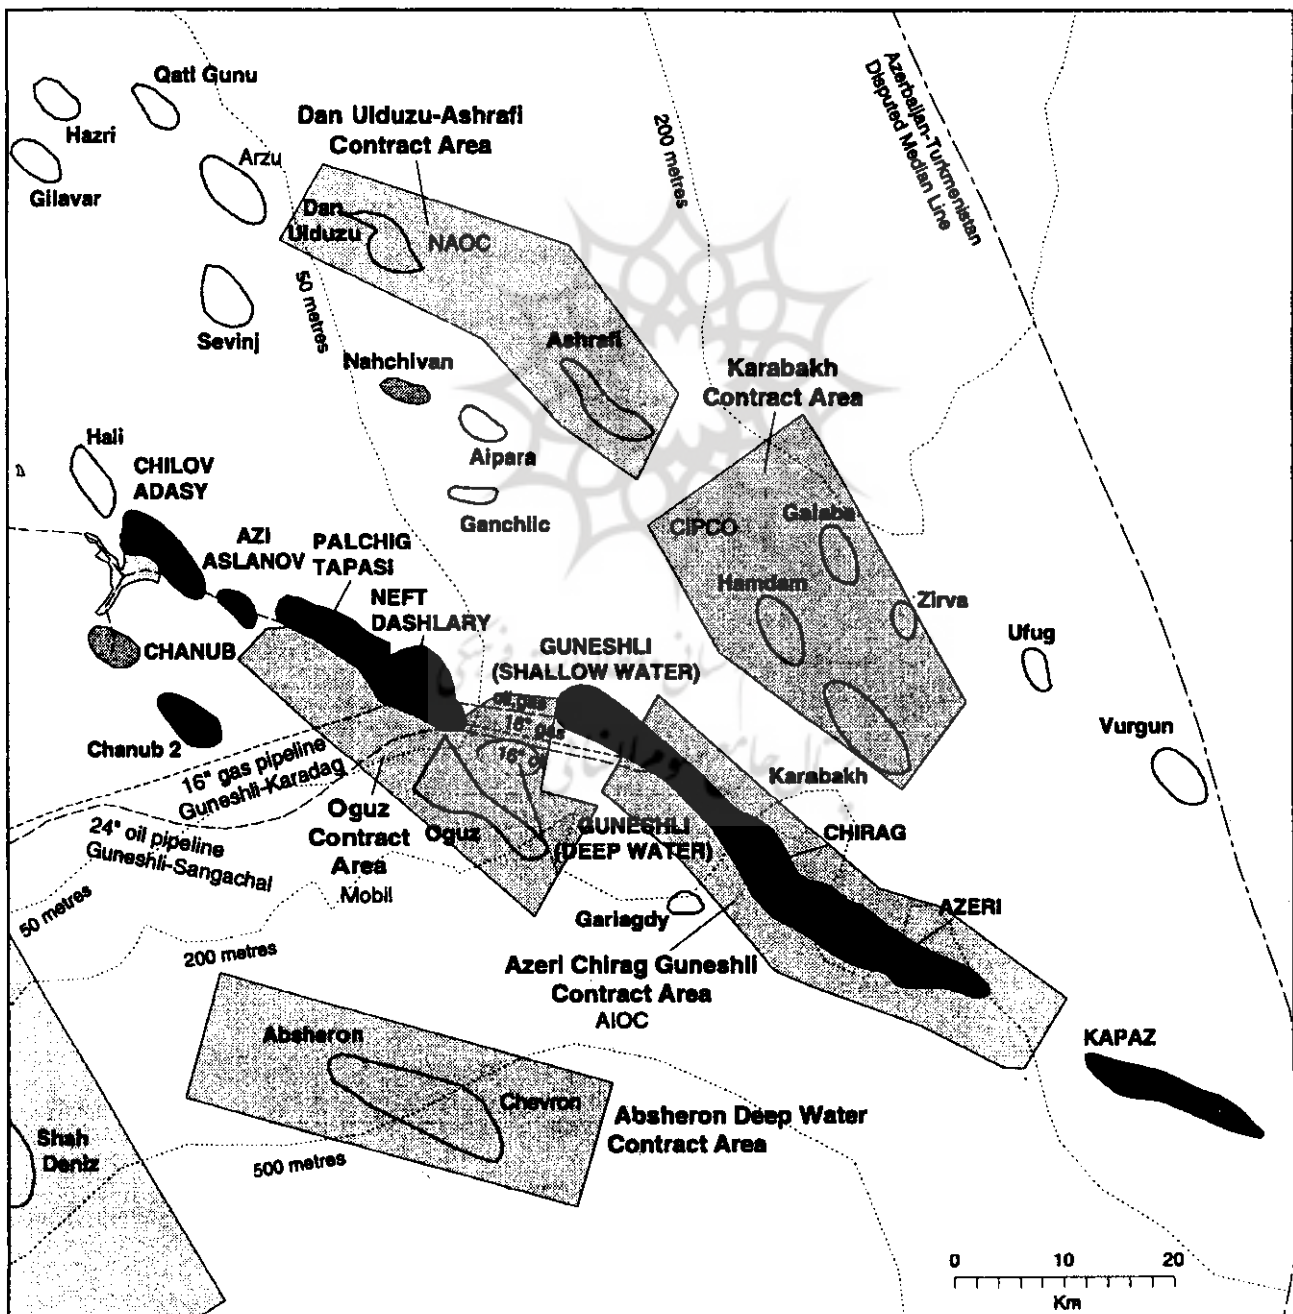 Qati Gunu
Hazri
Gilavar
Arzu
Dan Ulduzu-Ashrafi
Contract Area
200 metres
Azerbaijan-Turkmenistan
Disputed Median Line
Dan
Ulduzu
NAOC
50 metres
Sevinj
Nahchivan
Ashrafi
Karabakh
Contract Area
Aipara
Hali
CHILOV
ADASY
Ganchlic
CIPCO
Galaba
AZI
ASLANOV
PALCHIG
TAPASI
Hamdam
NEFT
DASHLARY
Zirva
Ufug
CHANUB
GUNESHLI
(SHALLOW WATER)
oil gas
16" gas
16" oil
Vurgun
Chanub 2
16" gas pipeline
Guneshli-Karadag
Karabakh
24" oil pipeline
Guneshli-Sangachal
Oguz
Contract
Area
Mobil
Oguz
GUNESHLI
(DEEP WATER)
CHIRAG
50 metres
Garlagdy
AZERI
200 metres
Azeri Chirag Guneshli
Contract Area
AIOC
Absheron
KAPAZ
Chevron
Absheron Deep Water
Contract Area
Shah
Deniz
500 metres
0 10 20
Km